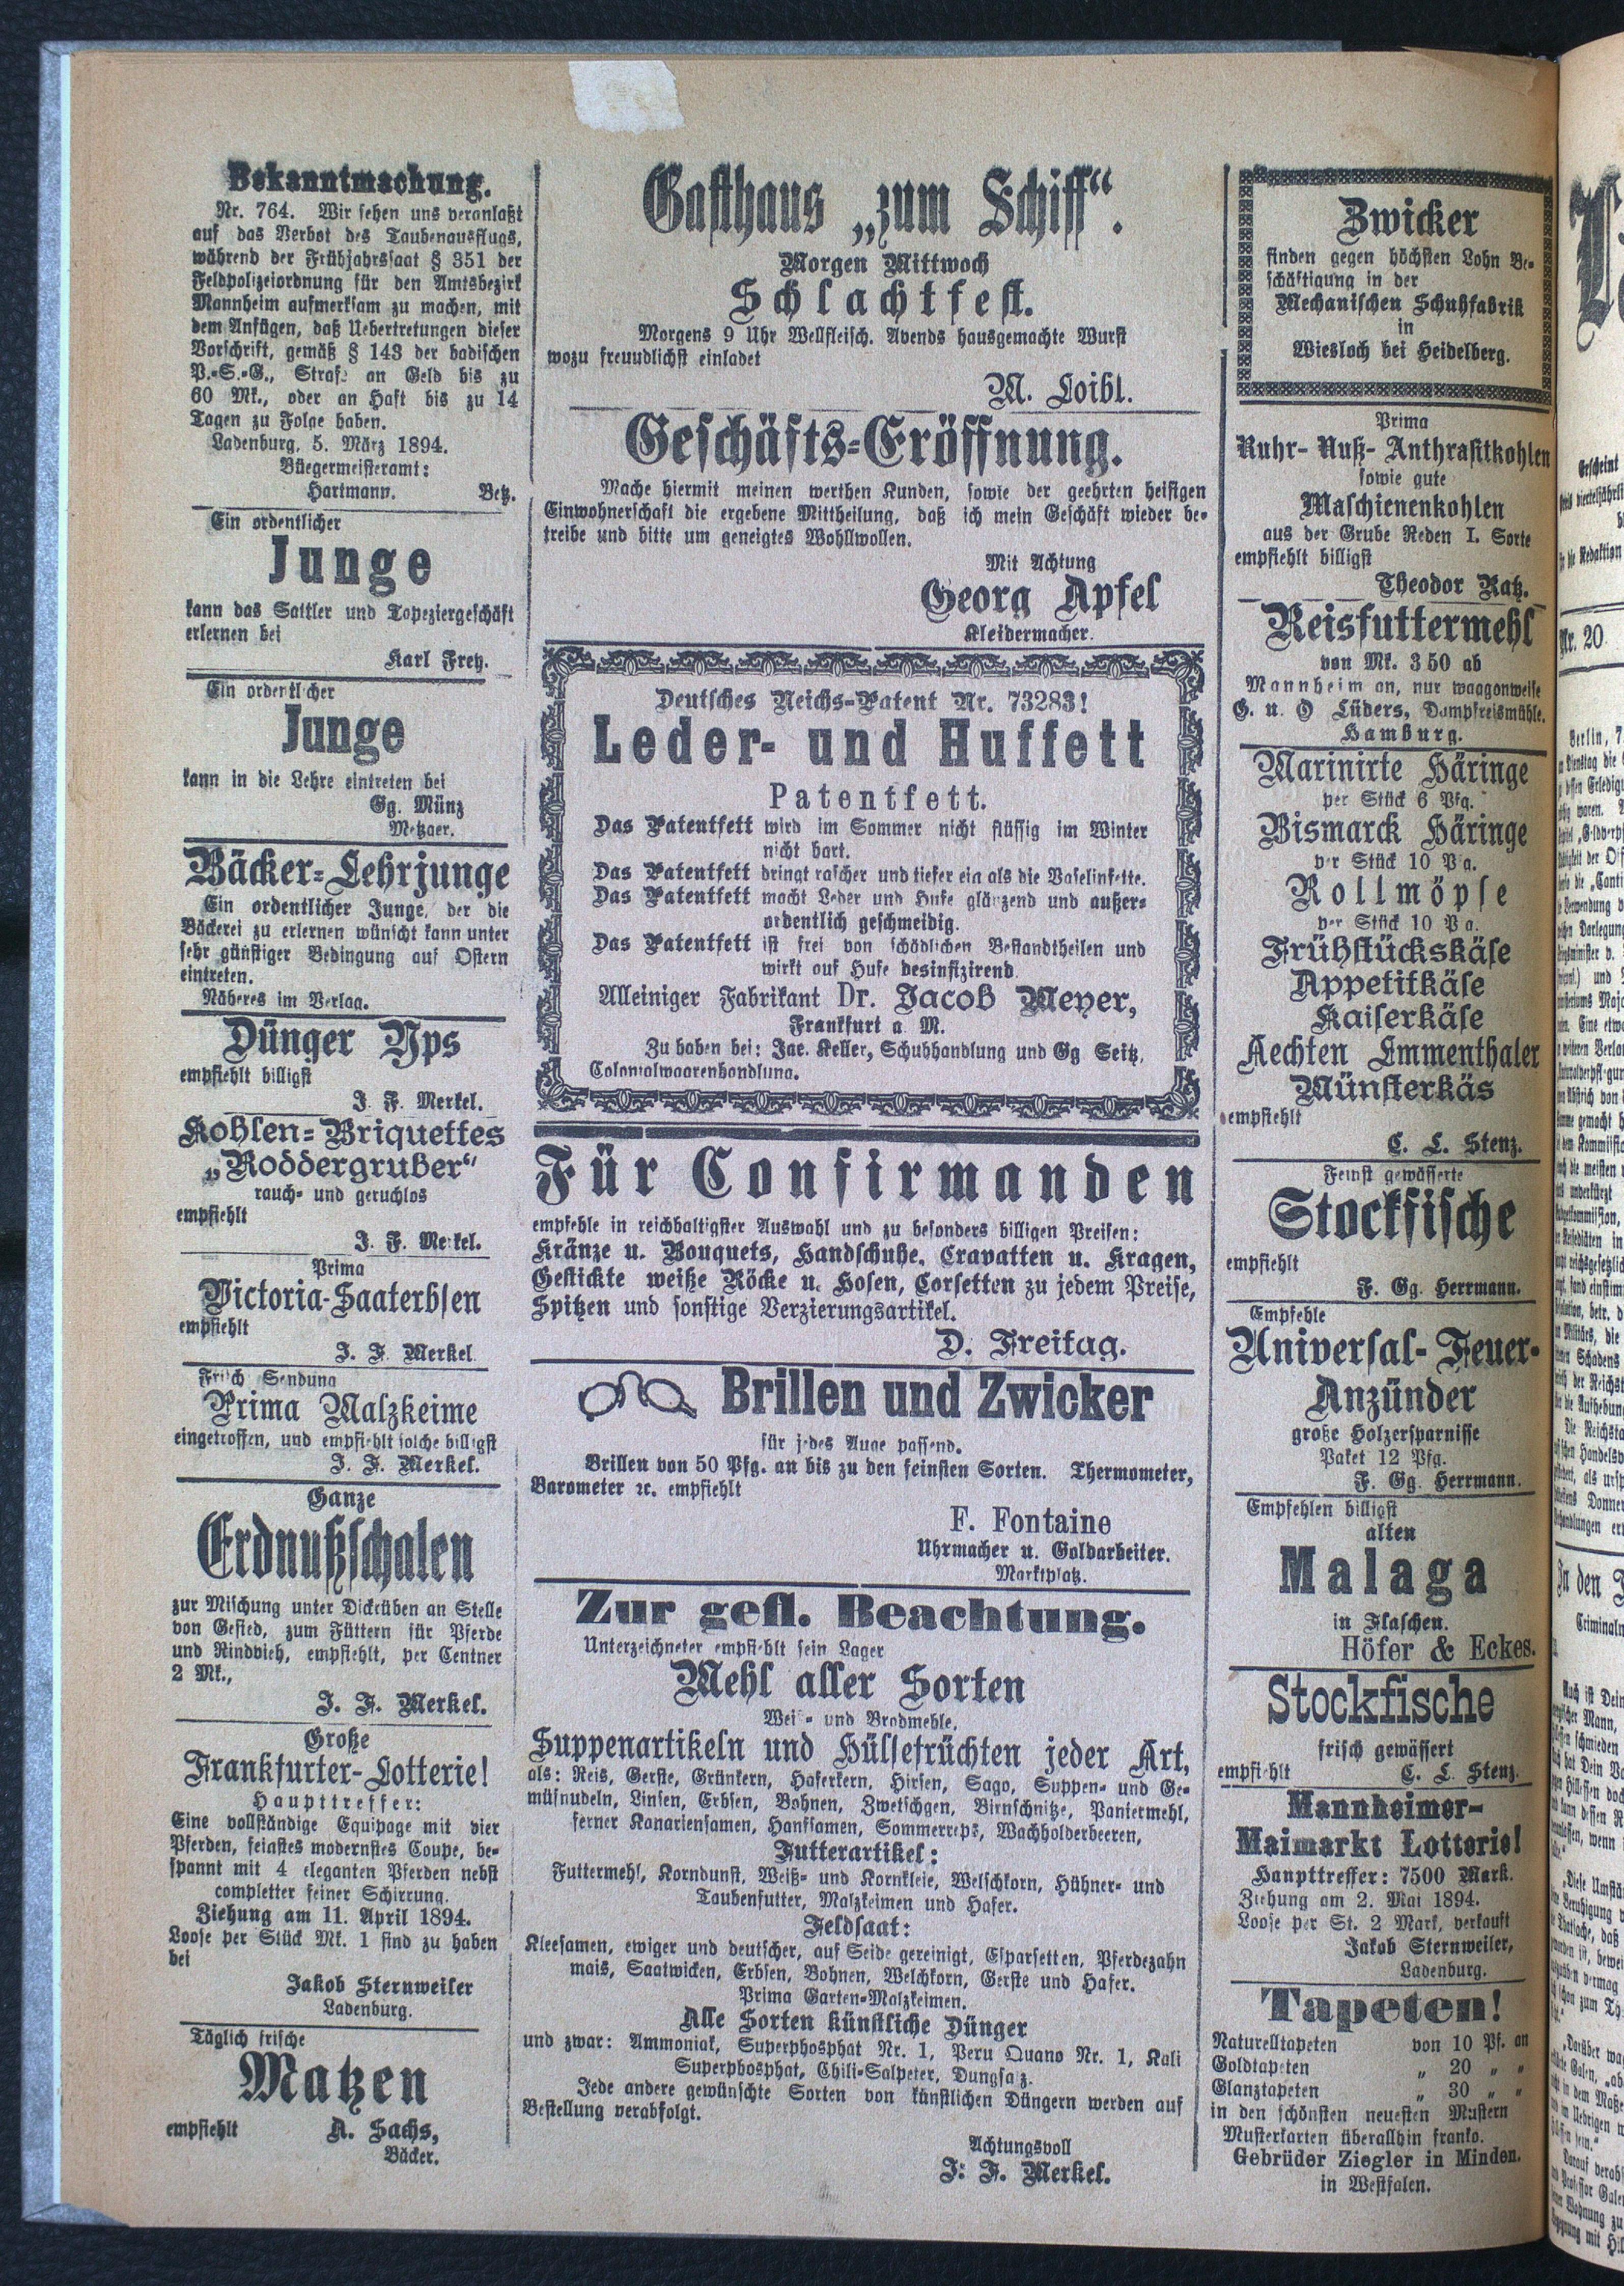 Bekanntmachung.
Nr. 764. Wir sehen uns veranlaßt
auf das Verbot des Taubenausflugs,
während der Frühjahrssaat § 351 der
Feldpolizeiordnung für den Amtsbezirk
Mannheim aufmerksam zu machen, mit
dem Anfügen, daß Uebertretungen dieser
Vorschrift, gemäß § 143 der badischen
P.-S.-G., Strafe an Geld bis zu
60 Mk., oder an Haft bis zu 14
Tagen zu Folge haben.
Ladenburg, 5. März 1894.
Büegermeisteramt:
Hartmann. Betz.
Ein ordentlicher
Junge
kann das Sattler und Tapeziergeschäft
erlernen bei
Karl Fretz.
Ein ordentlicher
Junge
kann in die Lehre eintreten bei
Gg. Münz
Metzger.
Bäcker-Lehrjunge
Ein ordentlicher Junge, der die
Bäckerei zu erlernen wünscht kann unter
sehr günstiger Bedingung auf Ostern
eintreten.
Näheres im Verlag.
Dünger Yps
empfiehlt billigst
J. F. Merkel.
Kohlen-Briquettes
„Roddergruber“
rauch- und geruchlos
empfiehlt
J. F. Merkel.
Prima
Victoria-Saaterbsen
empfiehlt
J. F. Merkel
Frisch Sendung
Prima Malzkeime
eingetroffen, und empfiehlt solche billigst
J. F. Merkel.
Ganze
Erdnußschalen
zur Mischung unter Dickrüben an Stelle
von Gesied, zum Füttern für Pferde
und Rindvieh, empfiehlt, per Centner
2 Mk.,
J. F. Merkel.
Große
Frankfurter-Lotterie!
Haupttreffer:
Eine vollständige Equipage mit vier
Pferden, feinstes modernstes Coupe, be-
spannt mit 4 eleganten Pferden nebst
completter feiner Schirrung.
Ziehung am 11. April 1894.
Loose per Stück Mk. 1 sind zu haben
bei
Jakob Sternweiler
Ladenburg.
Täglich frische
Matzen
empfiehlt A. Sachs,
Bäcker.
Gasthaus „zum Schiff“.
Morgen Mittwoch
Schlachtfest.
Morgens 9 Uhr Wellfleisch. Abends hausgemachte Wurst
wozu freundlichst einladet
M. Loibl.
Geschäfts-Eröffnung.
Mache hiermit meinen werthen Kunden, sowie der geehrten heisigen
Einwohnerschaft die ergebene Mittheilung, daß ich mein Geschäft wieder be-
treibe und bitte um geneigtes Wohllwollen.
Mit Achtung
Georg Apfel
Kleidermacher.
Deutsches Reichs-Patent Nr. 73283!
Leder- und Huffett
Patentfett.
Das Patentfett wird im Sommer nicht flüssig im Winter
nicht hart.
Das Patentfett dringt rascher und tiefer ein als die Vaselinfette.
Das Patentfett macht Leder und Hufe glänzend und außer-
ordentlich geschmeidig.
Das Patentfett ist frei von schädlichen Bestandtheilen und
wirkt auf Hufe desinfizirend.
Alleiniger Fabrikant Dr. Jacob Meyer,
Frankfurt a. M.
Zu haben bei: Jac. Keller, Schuhhandlung und Gg Seitz,
Colonialwaarenhandlung.
Für Confirmanden
empfehle in reichhaltigster Auswahl und zu besonders billigen Preisen:
Kränze u. Bouquets, Handschuhe, Cravatten u. Kragen,
Gestickte weiße Röcke u. Hosen, Corsetten zu jedem Preise,
Spitzen und sonstige Verzierungsartikel.
D. Freitag.
Brillen und Zwicker
für jedes Auge passend.
Brillen von 50 Pfg. an bis zu den feinsten Sorten. Thermometer,
Barometer ꝛc. empfiehlt
F. Fontaine
Uhrmacher u. Goldarbeiter.
Marktplatz.
Zur gefl. Beachtung.
Unterzeichneter empfiehlt sein Lager
Mehl aller Sorten
Wei - und Brodmehle,
Suppenartikeln und Hülsefrüchten jeder Art,
als: Reis, Gerste, Grünkern, Haferkern, Hirsen, Sago, Suppen- und Ge-
müsnudeln, Linsen, Erbsen, Bohnen, Zwetschgen, Birnschnitze, Pantermehl,
ferner Kanariensamen, Hanfsamen, Sommerreps, Wachholderbeeren,
Futterartikel:
Futtermehl, Korndunst, Weiß- und Kornkleie, Welschkorn, Hühner- und
Taubenfutter, Malzkeimen und Hafer.
Feldsaat:
Kleesamen, ewiger und deutscher, auf Seide gereinigt, Esparsetten, Pferdezahn
mais, Saatwicken, Erbsen, Bohnen, Welchkorn, Gerste und Hafer.
Prima Garten-Malzkeimen.
Alle Sorten künstliche Dünger
und zwar: Ammoniak, Superphosphat Nr. 1, Peru Quano Nr. 1, Kali
Superphosphat, Chili-Salpeter, Dungsalz.
Jede andere gewünschte Sorten von künstlichen Düngern werden auf
Bestellung verabfolgt.
Achtungsvoll
J. F. Merkel.
Zwicker
finden gegen höchsten Lohn Be-
schäftigung in der
Mechanischen Schuhfabrik
in
Wiesloch bei Heidelberg.
Prima
Ruhr- Nuß- Anthrasitkohlen
sowie gute
Maschienenkohlen
aus der Grube Reden I. Sorte
empfiehlt billigst
Theodor Katz.
Reisfuttermehl
von Mk. 3 50 ab
Mannheim an, nur waagonweise
G. u. O Lüders, Dampfreismühle.
Hamburg.
Marinirte Häringe
per Stück 6 Pfg.
Bismarck Häringe
per Stück 10 Pfg.
Rollmöpse
per Stück 10 Pfg.
Frühstückskäse
Appetitkäse
Kaiserkäse
Aechten Emmenthaler
Münsterkäs
empfiehlt
C. L. Stenz.
Feinst gewässerte
Stockfische
empfiehlt
F. Gg. Herrmann.
Empfehle
Universal- Feuer-
Anzünder
große Holzersparnisse
Paket 12 Pfg.
F. Gg. Herrmann.
Empfehlen billigst
alten
Malaga
in Flaschen.
Höfer & Eckes.
Stockfische
frisch gewässert
empfiehlt C. L. Stenz.
Mannheimer-
Maimarkt Lotterie!
Haupttreffer: 7500 Mark.
Ziehung am 2. Mai 1894.
Loose per St. 2 Mark, verkauft
Jakob Sternweiler,
Ladenburg.
Tapeten!
Naturelltapeten von 10 Pf. an
Goldtapeten „ 20 „ „
Glanztapeten „ 30 „ „
in den schönsten neuesten Mustern
Musterkarten überallhin franko.
Gebrüder Ziegler in Minden.
in Westfalen.
Erscheint
Nr. 20
Berlin, 7
In den